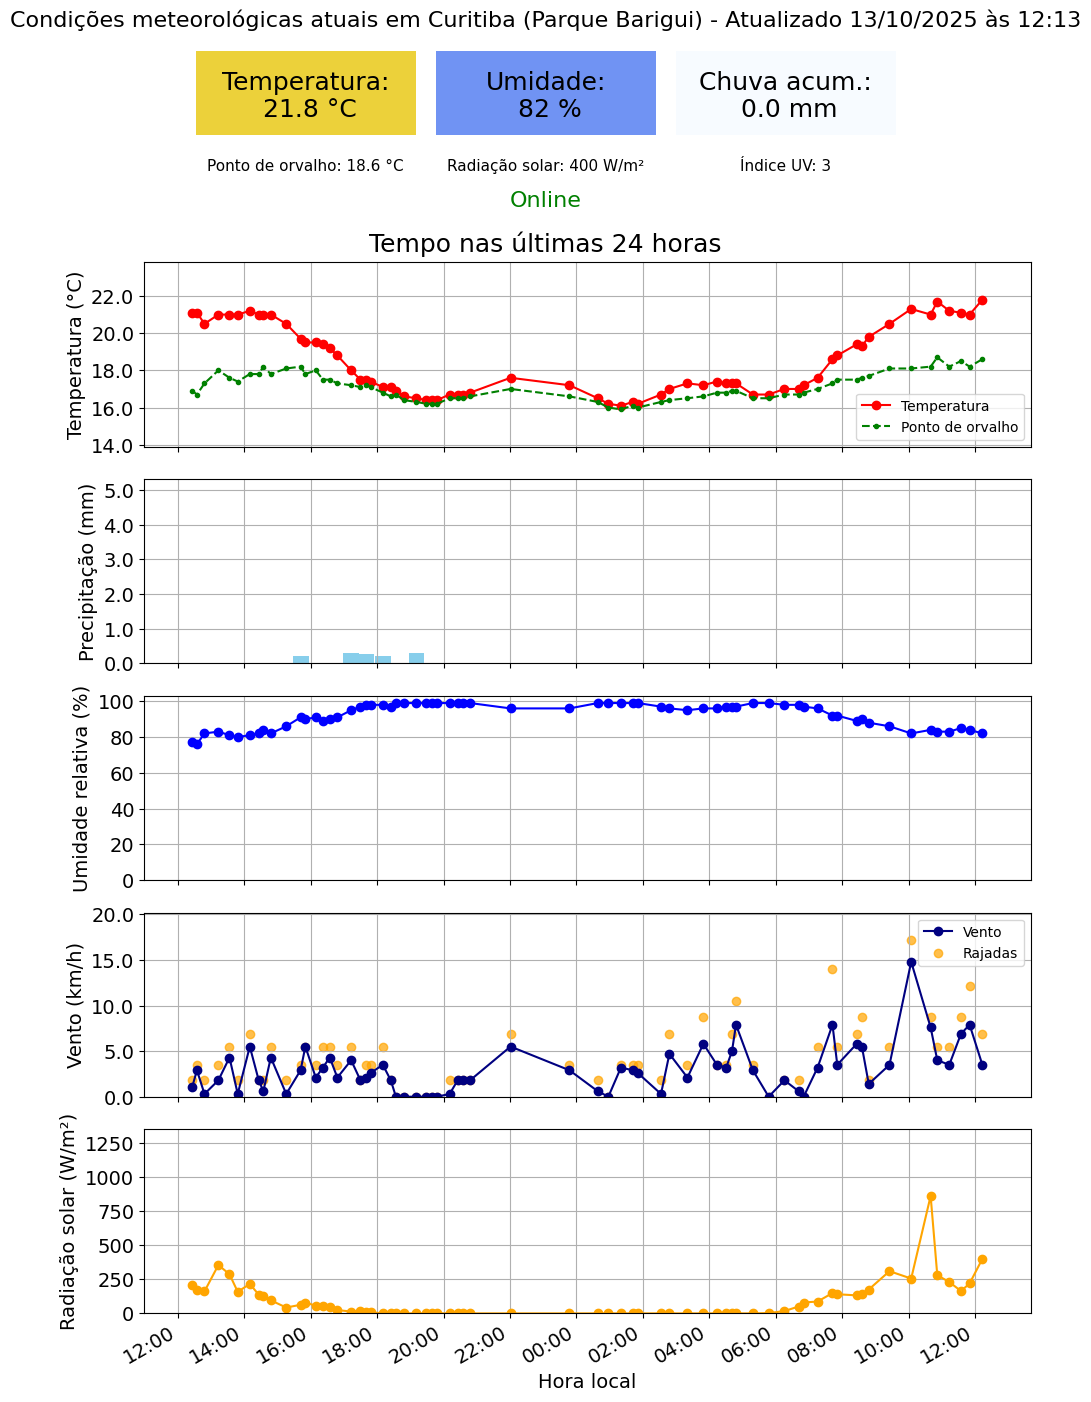 Condições meteorológicas atuais em Curitiba (Parque Barigui) - Atualizado 13/10/2025 às 12:13
Temperatura:
21.8 °C
Umidade:
82 %
Chuva acum.:
0.0 mm
Ponto de orvalho: 18.6 °C
Radiação solar: 400 W/m²
Índice UV: 3
Online
Tempo nas últimas 24 horas
Temperatura (°C)
22.0
20.0
18.0
16.0
14.0
Temperatura
Ponto de orvalho
Precipitação (mm)
5.0
4.0
3.0
2.0
1.0
0.0
Umidade relativa (%)
100
80
60
40
20
0
Vento (km/h)
20.0
15.0
10.0
5.0
0.0
Vento
Rajadas
Radiação solar (W/m²)
1250
1000
750
500
250
0
12:00
14:00
16:00
18:00
20:00
22:00
00:00
02:00
04:00
06:00
08:00
10:00
12:00
Hora local